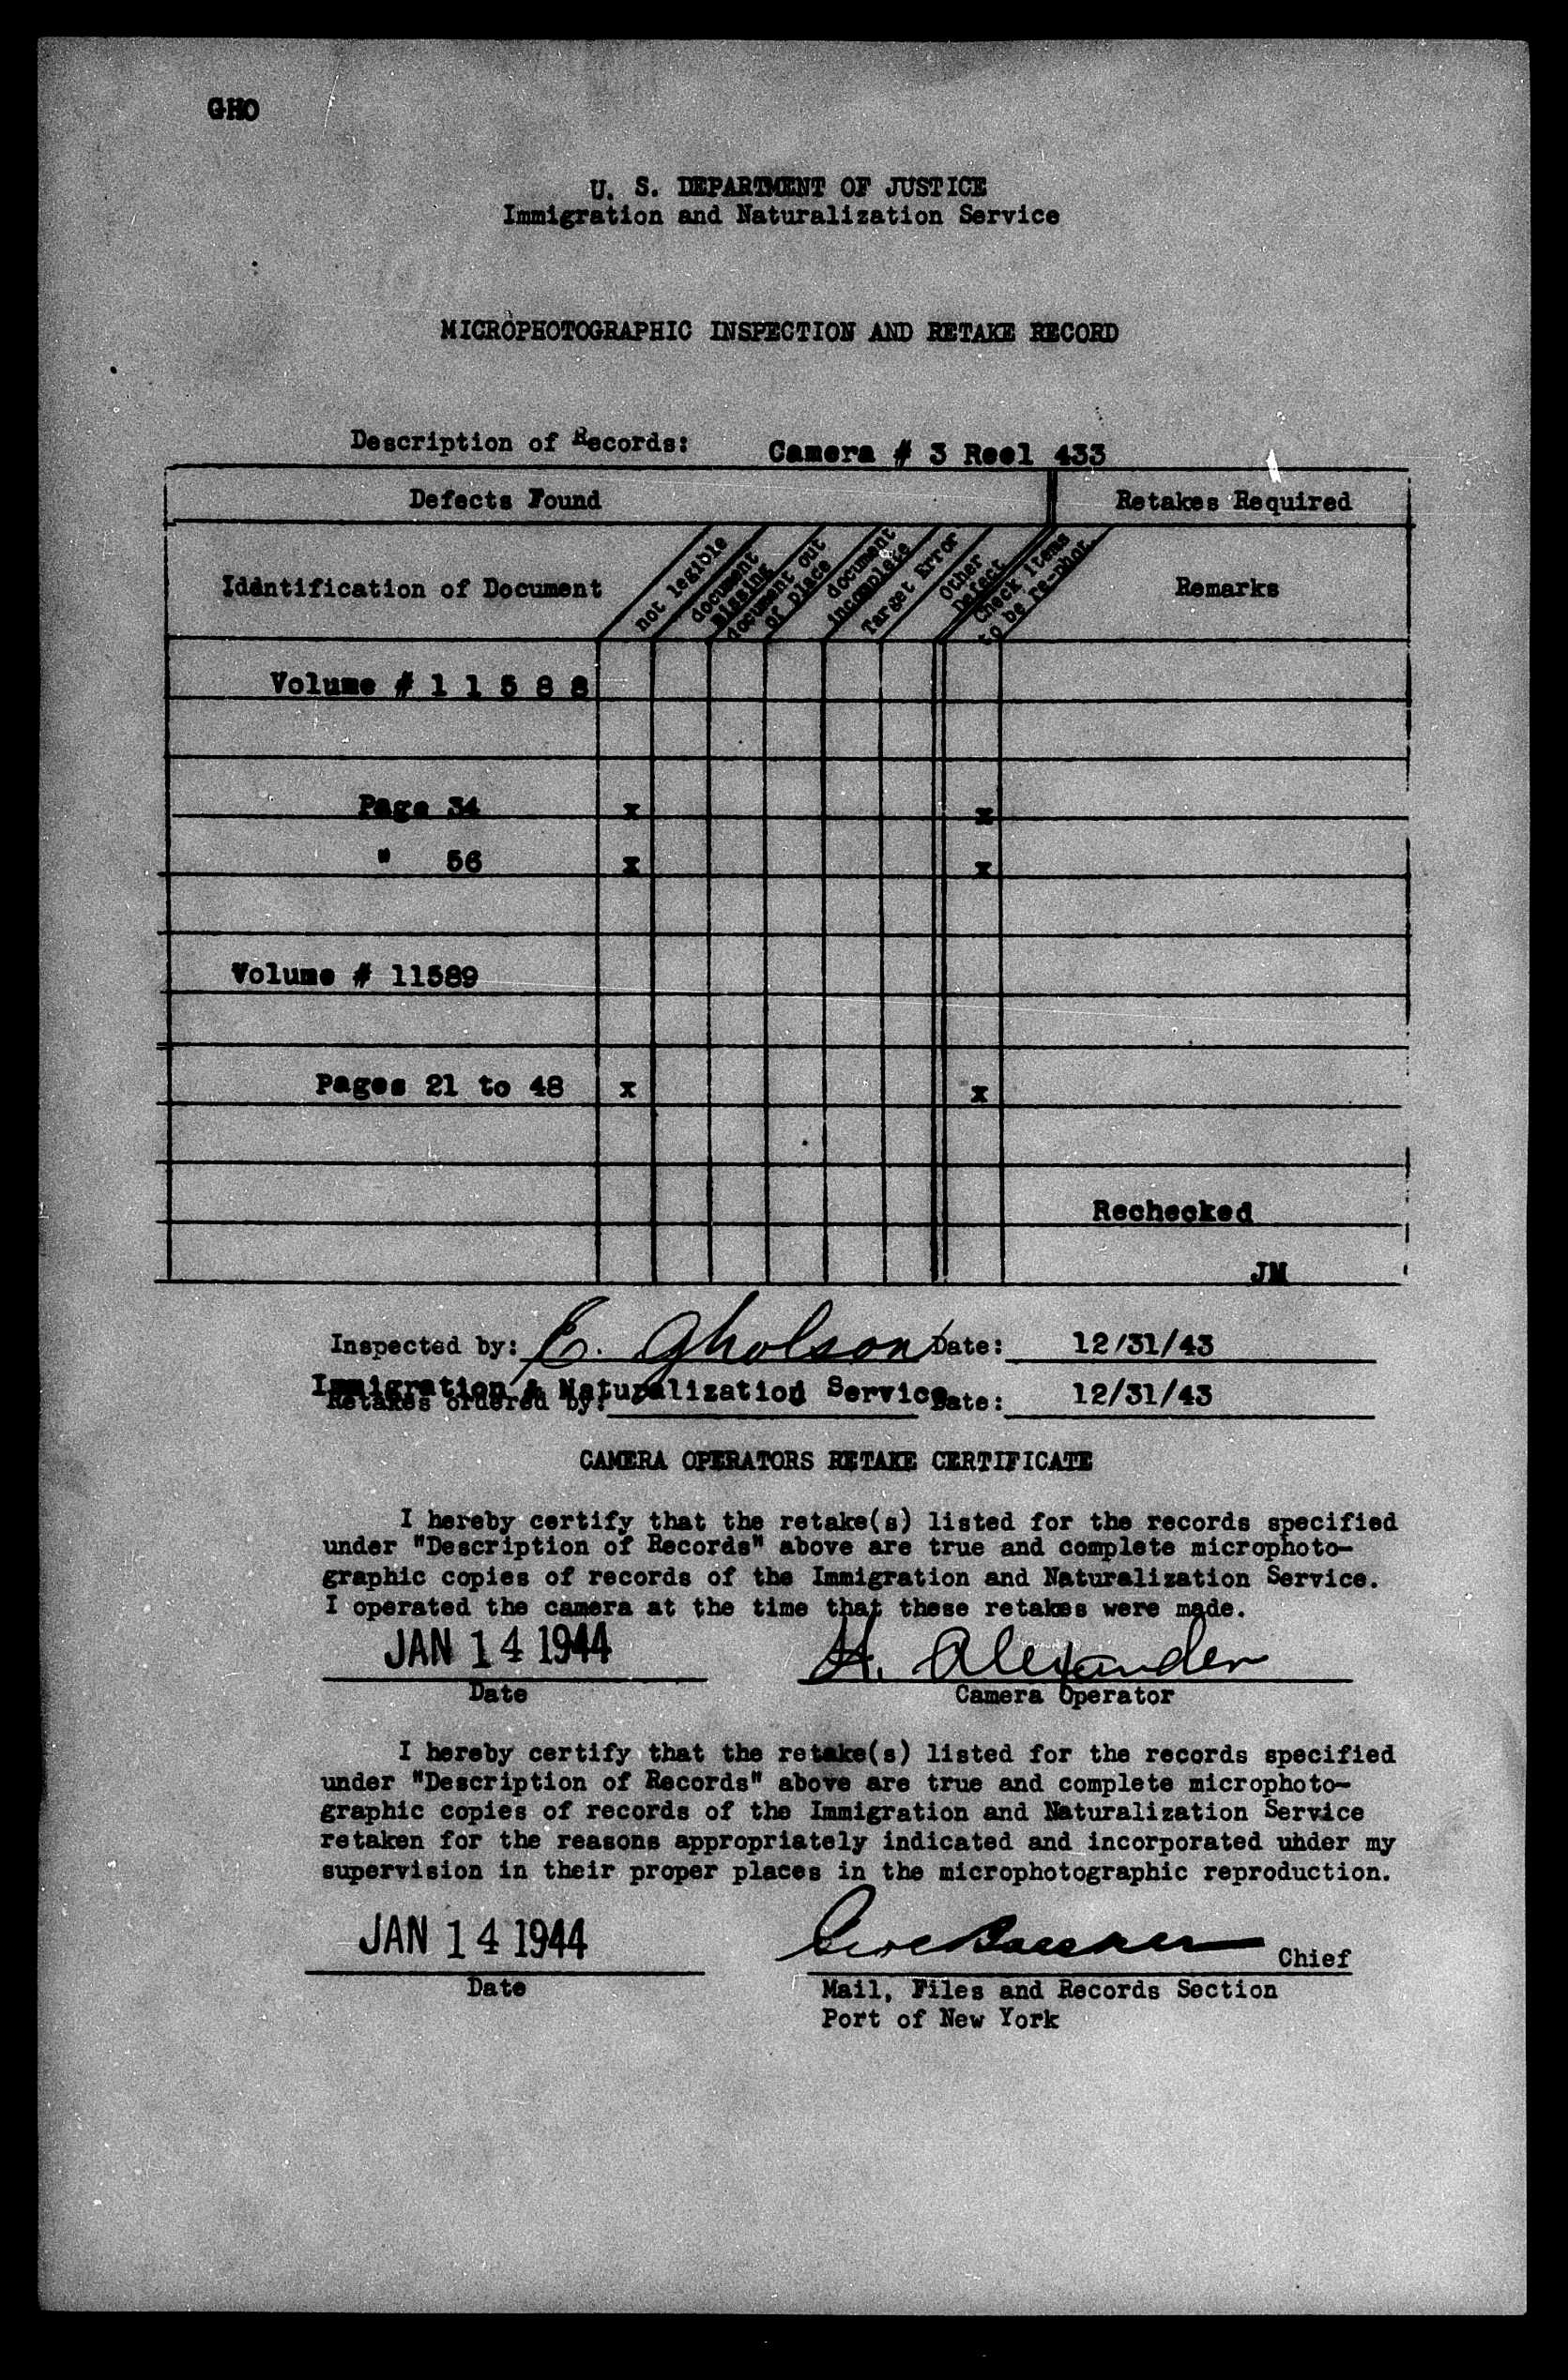 GHO
U. S. DEPARTMENT OF JUSTICE
Immigration and Naturalization Service
MICROPHOTOGRAPHIC INSPECTION AND RETAKE RECORD
Description of Records: Camera # 3 Reel 433
Defects Found Retakes Required
Idèntification of Document
not legible
document
missing
document out
of place
document
incomplete
Target Error
Other
Defect
Check items
to be re-phot.
Remarks
Volume # 1 1 5 8 8
Page 34 x x
" 56 x x
Volume # 11589
Pages 21 to 48 x x
Rechecked
JM
Inspected by: E. Gholson Date: 12/31/43
Immigration & Naturalization Service
Retakes ordered by: Date: 12/31/43
CAMERA OPERATORS RETAKE CERTIFICATE
I hereby certify that the retake(s) listed for the records specified
under "Description of Records" above are true and complete microphoto-
graphic copies of records of the Immigration and Naturalization Service.
I operated the camera at the time that these retakes were made.
JAN 14 1944 H. Alexander
Date Camera Operator
I hereby certify that the retake(s) listed for the records specified
under "Description of Records" above are true and complete microphoto-
graphic copies of records of the Immigration and Naturalization Service
retaken for the reasons appropriately indicated and incorporated under my
supervision in their proper places in the microphotographic reproduction.
JAN 14 1944 Chief
Date Mail, Files and Records Section
Port of New York